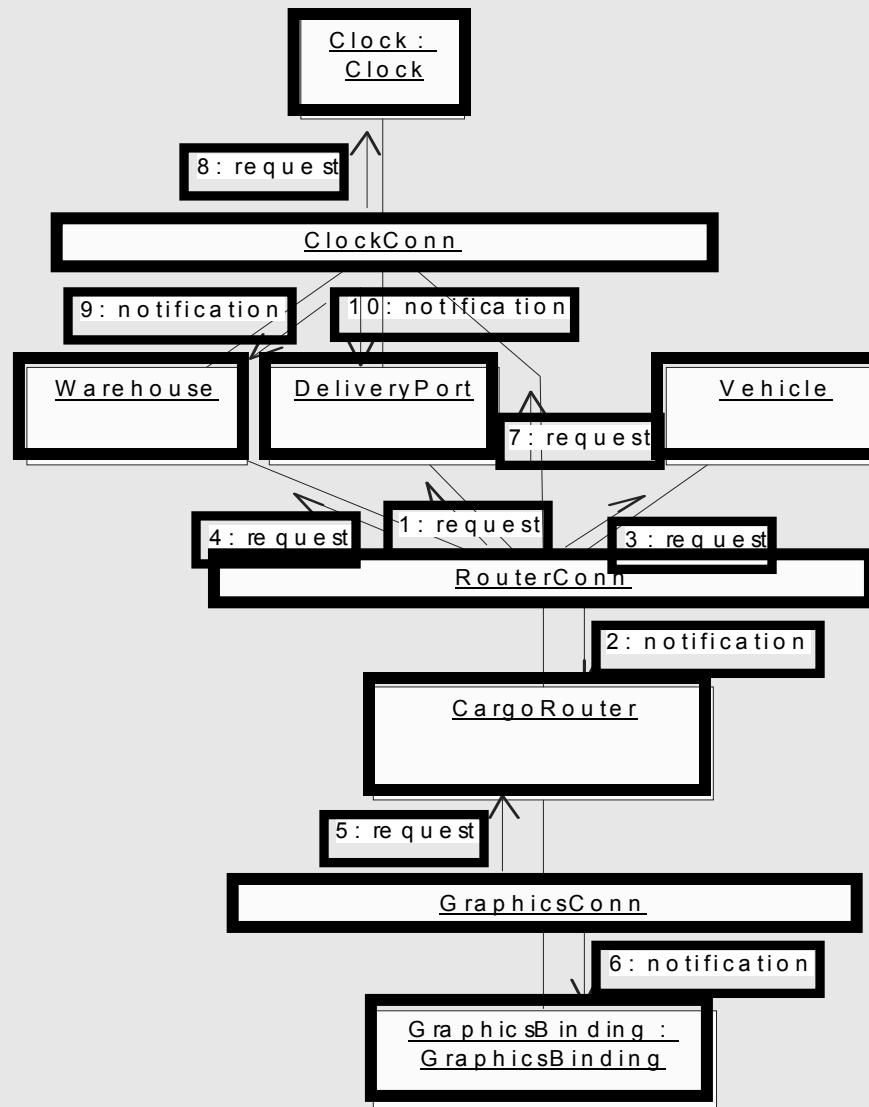 Clock :
Clock
8: request
ClockConn
9: notification
10: notification
Warehouse
DeliveryPort
Vehicle
7: request
4: request
1: request
3: request
RouterConn
2: notification
CargoRouter
5: request
GraphicsConn
6: notification
GraphicsBinding :
GraphicsBinding